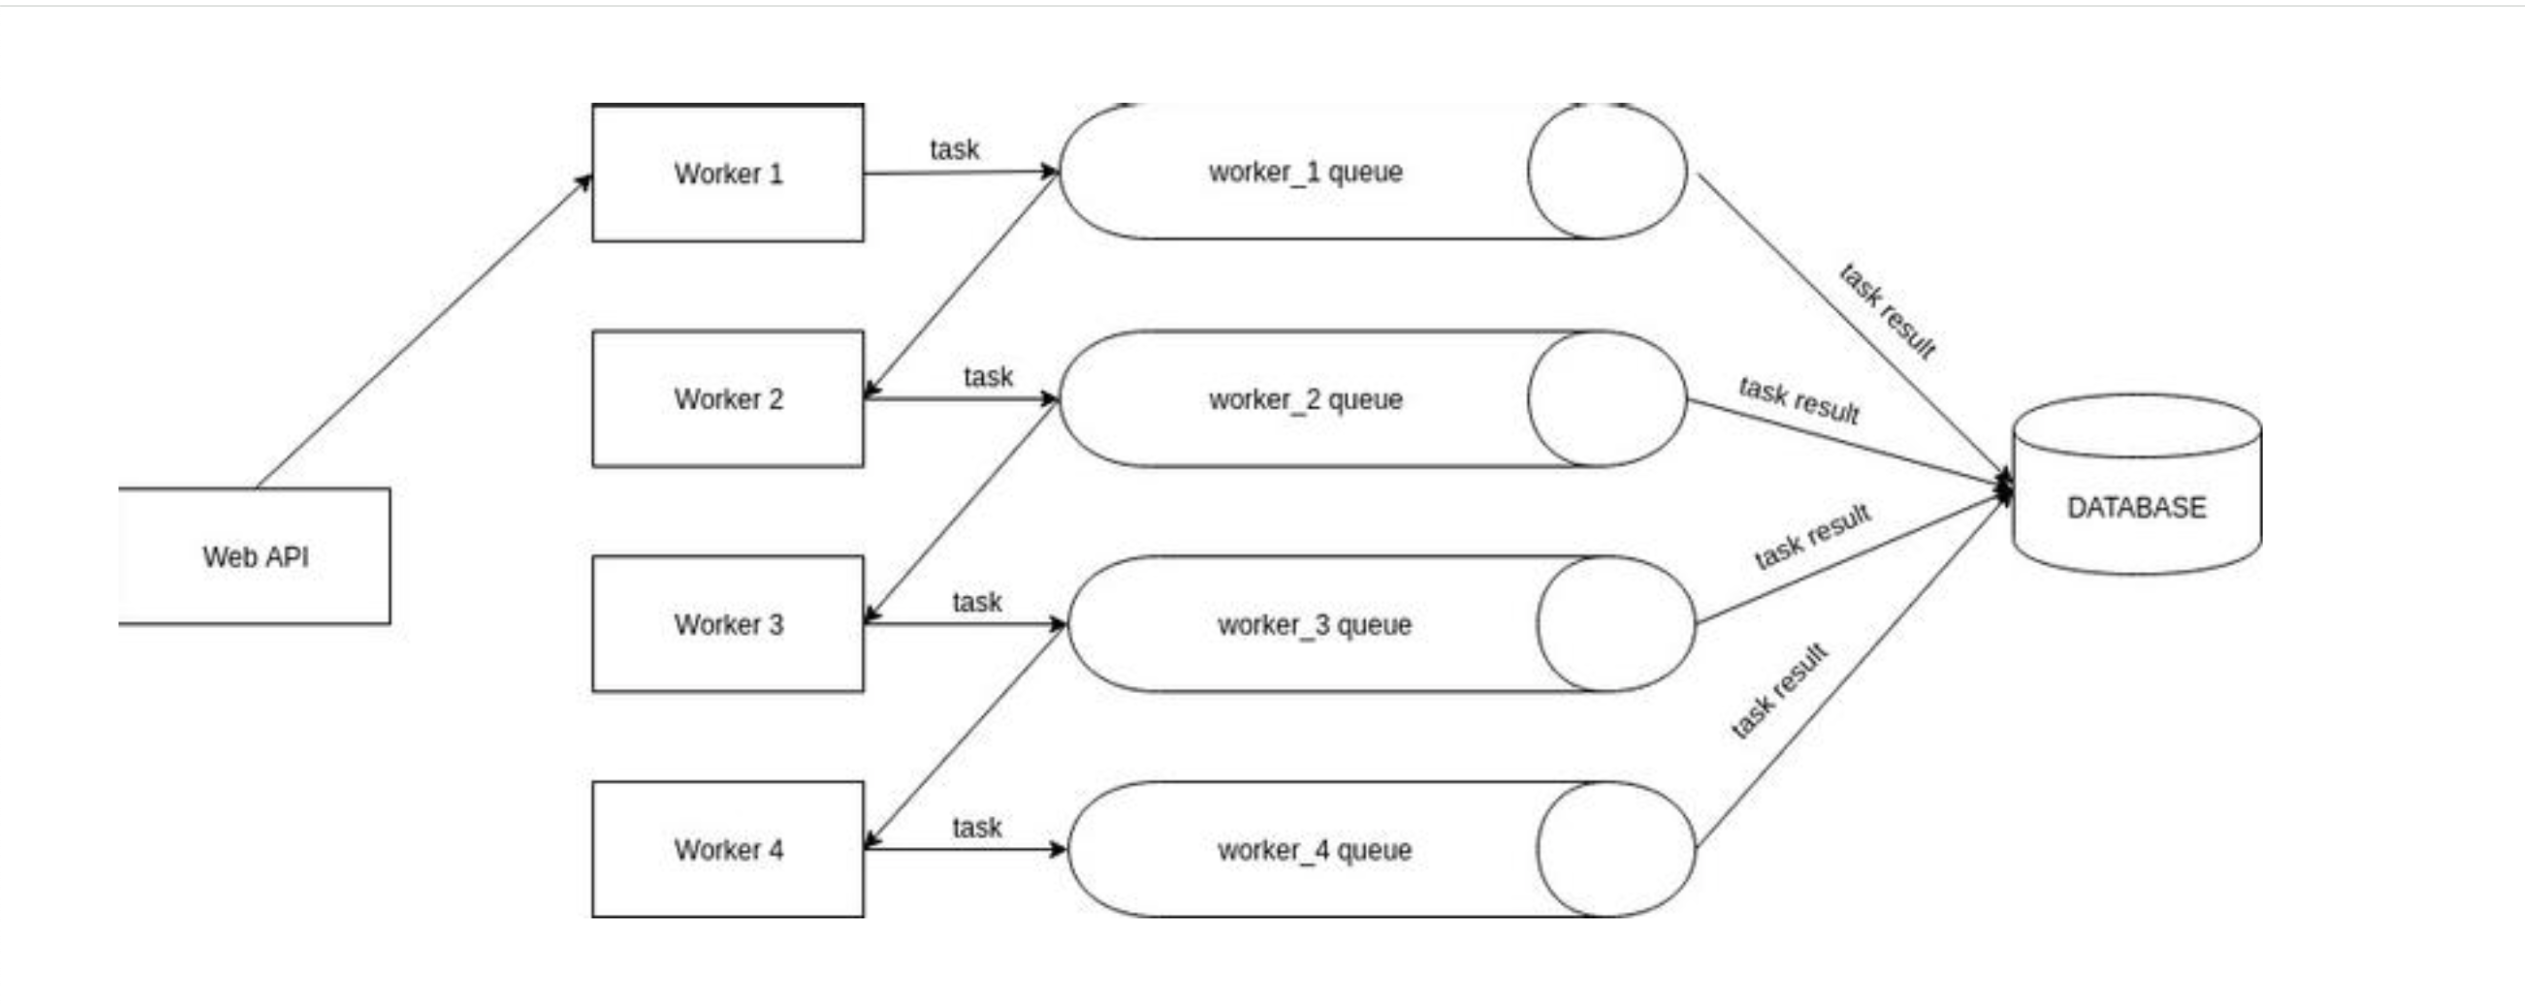 Worker 1
task
worker_1 queue
task result
Worker 2
task
worker_2 queue
task result
DATABASE
Web API
Worker 3
task
worker_3 queue
task result
Worker 4
task
worker_4 queue
task result